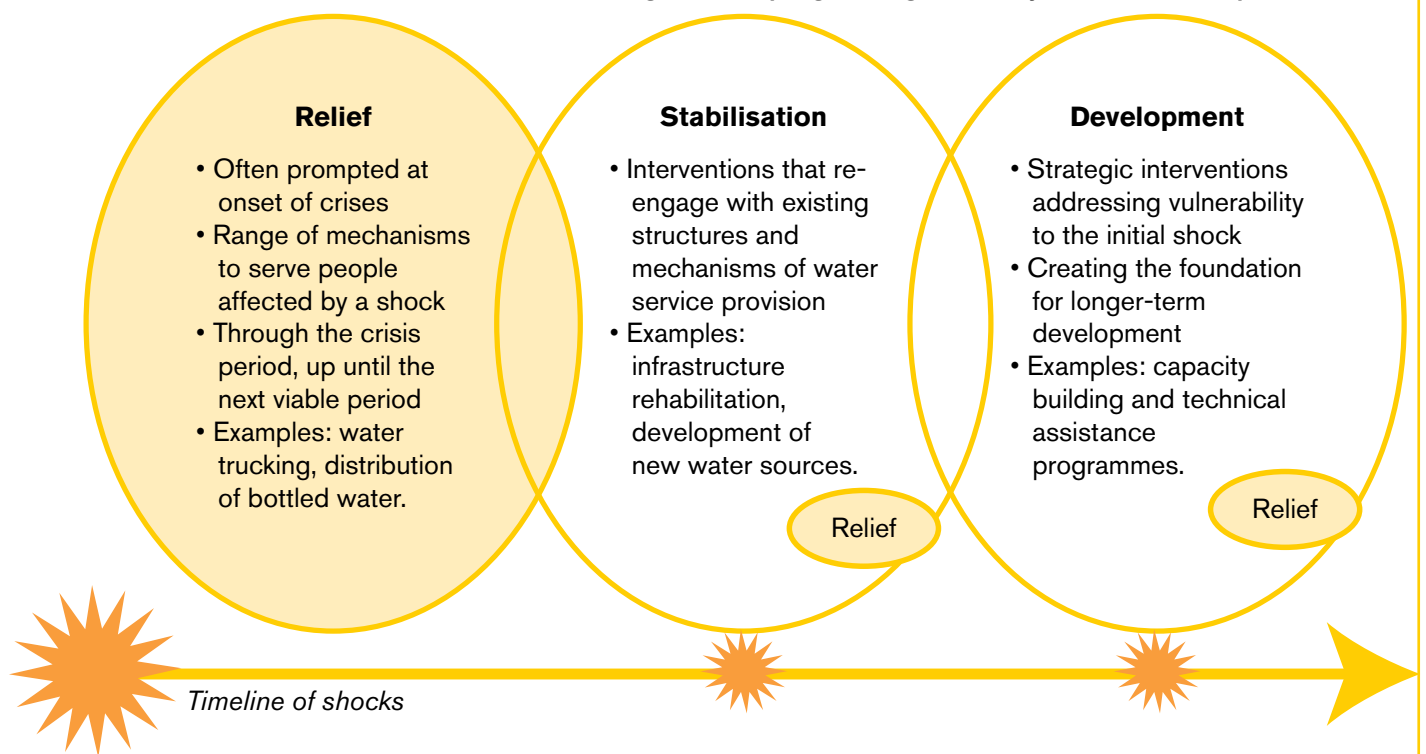 Relief
• Often prompted at
onset of crises
• Range of mechanisms
to serve people
affected by a shock
• Through the crisis
period, up until the
next viable period
• Examples: water
trucking, distribution
of bottled water.
Stabilisation
• Interventions that re-
engage with existing
structures and
mechanisms of water
service provision
• Examples:
infrastructure
rehabilitation,
development of
new water sources.
Relief
Development
• Strategic interventions
addressing vulnerability
to the initial shock
• Creating the foundation
for longer-term
development
• Examples: capacity
building and technical
assistance
programmes.
Relief
Timeline of shocks